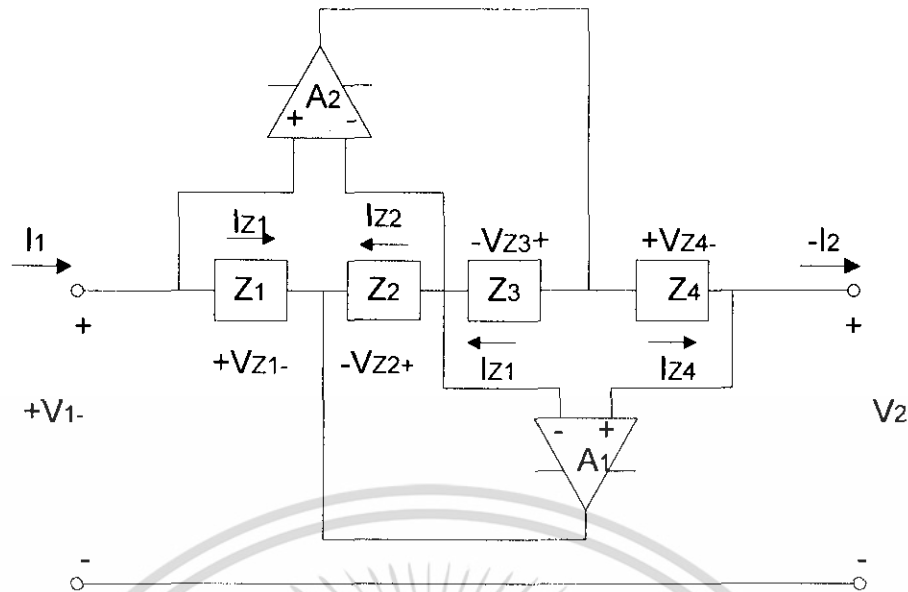 A2
+ -
I1
IZ1
IZ2
-VZ3+
+VZ4-
-I2
Z1
Z2
Z3
Z4
+
+
+VZ1-
-VZ2+
IZ1
IZ4
+V1-
- +
V2
A1
-
-